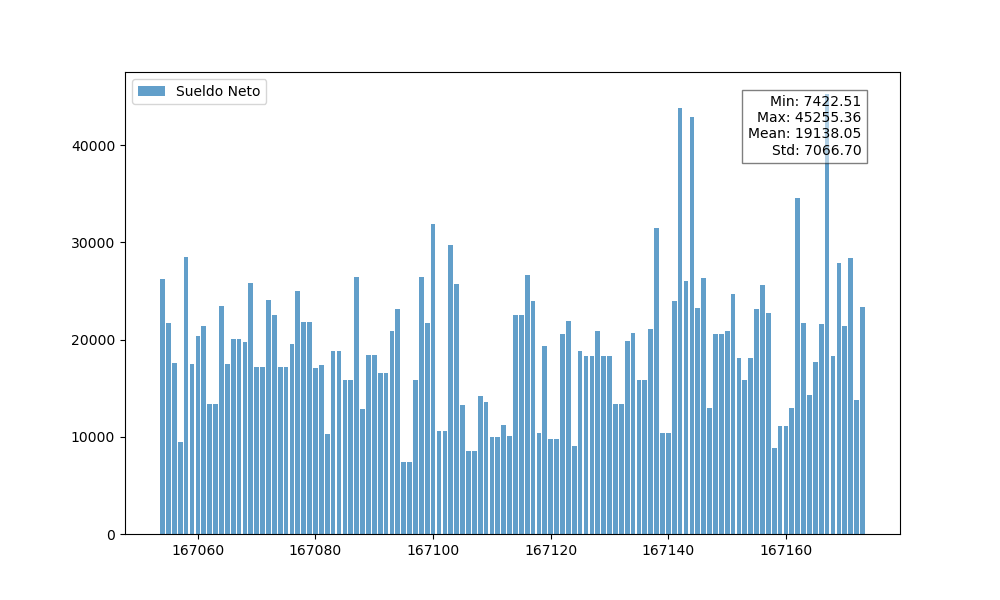 Sueldo Neto
Min: 7422.51
Max: 45255.36
Mean: 19138.05
Std: 7066.70
40000
30000
20000
10000
0
167060 167080 167100 167120 167140 167160